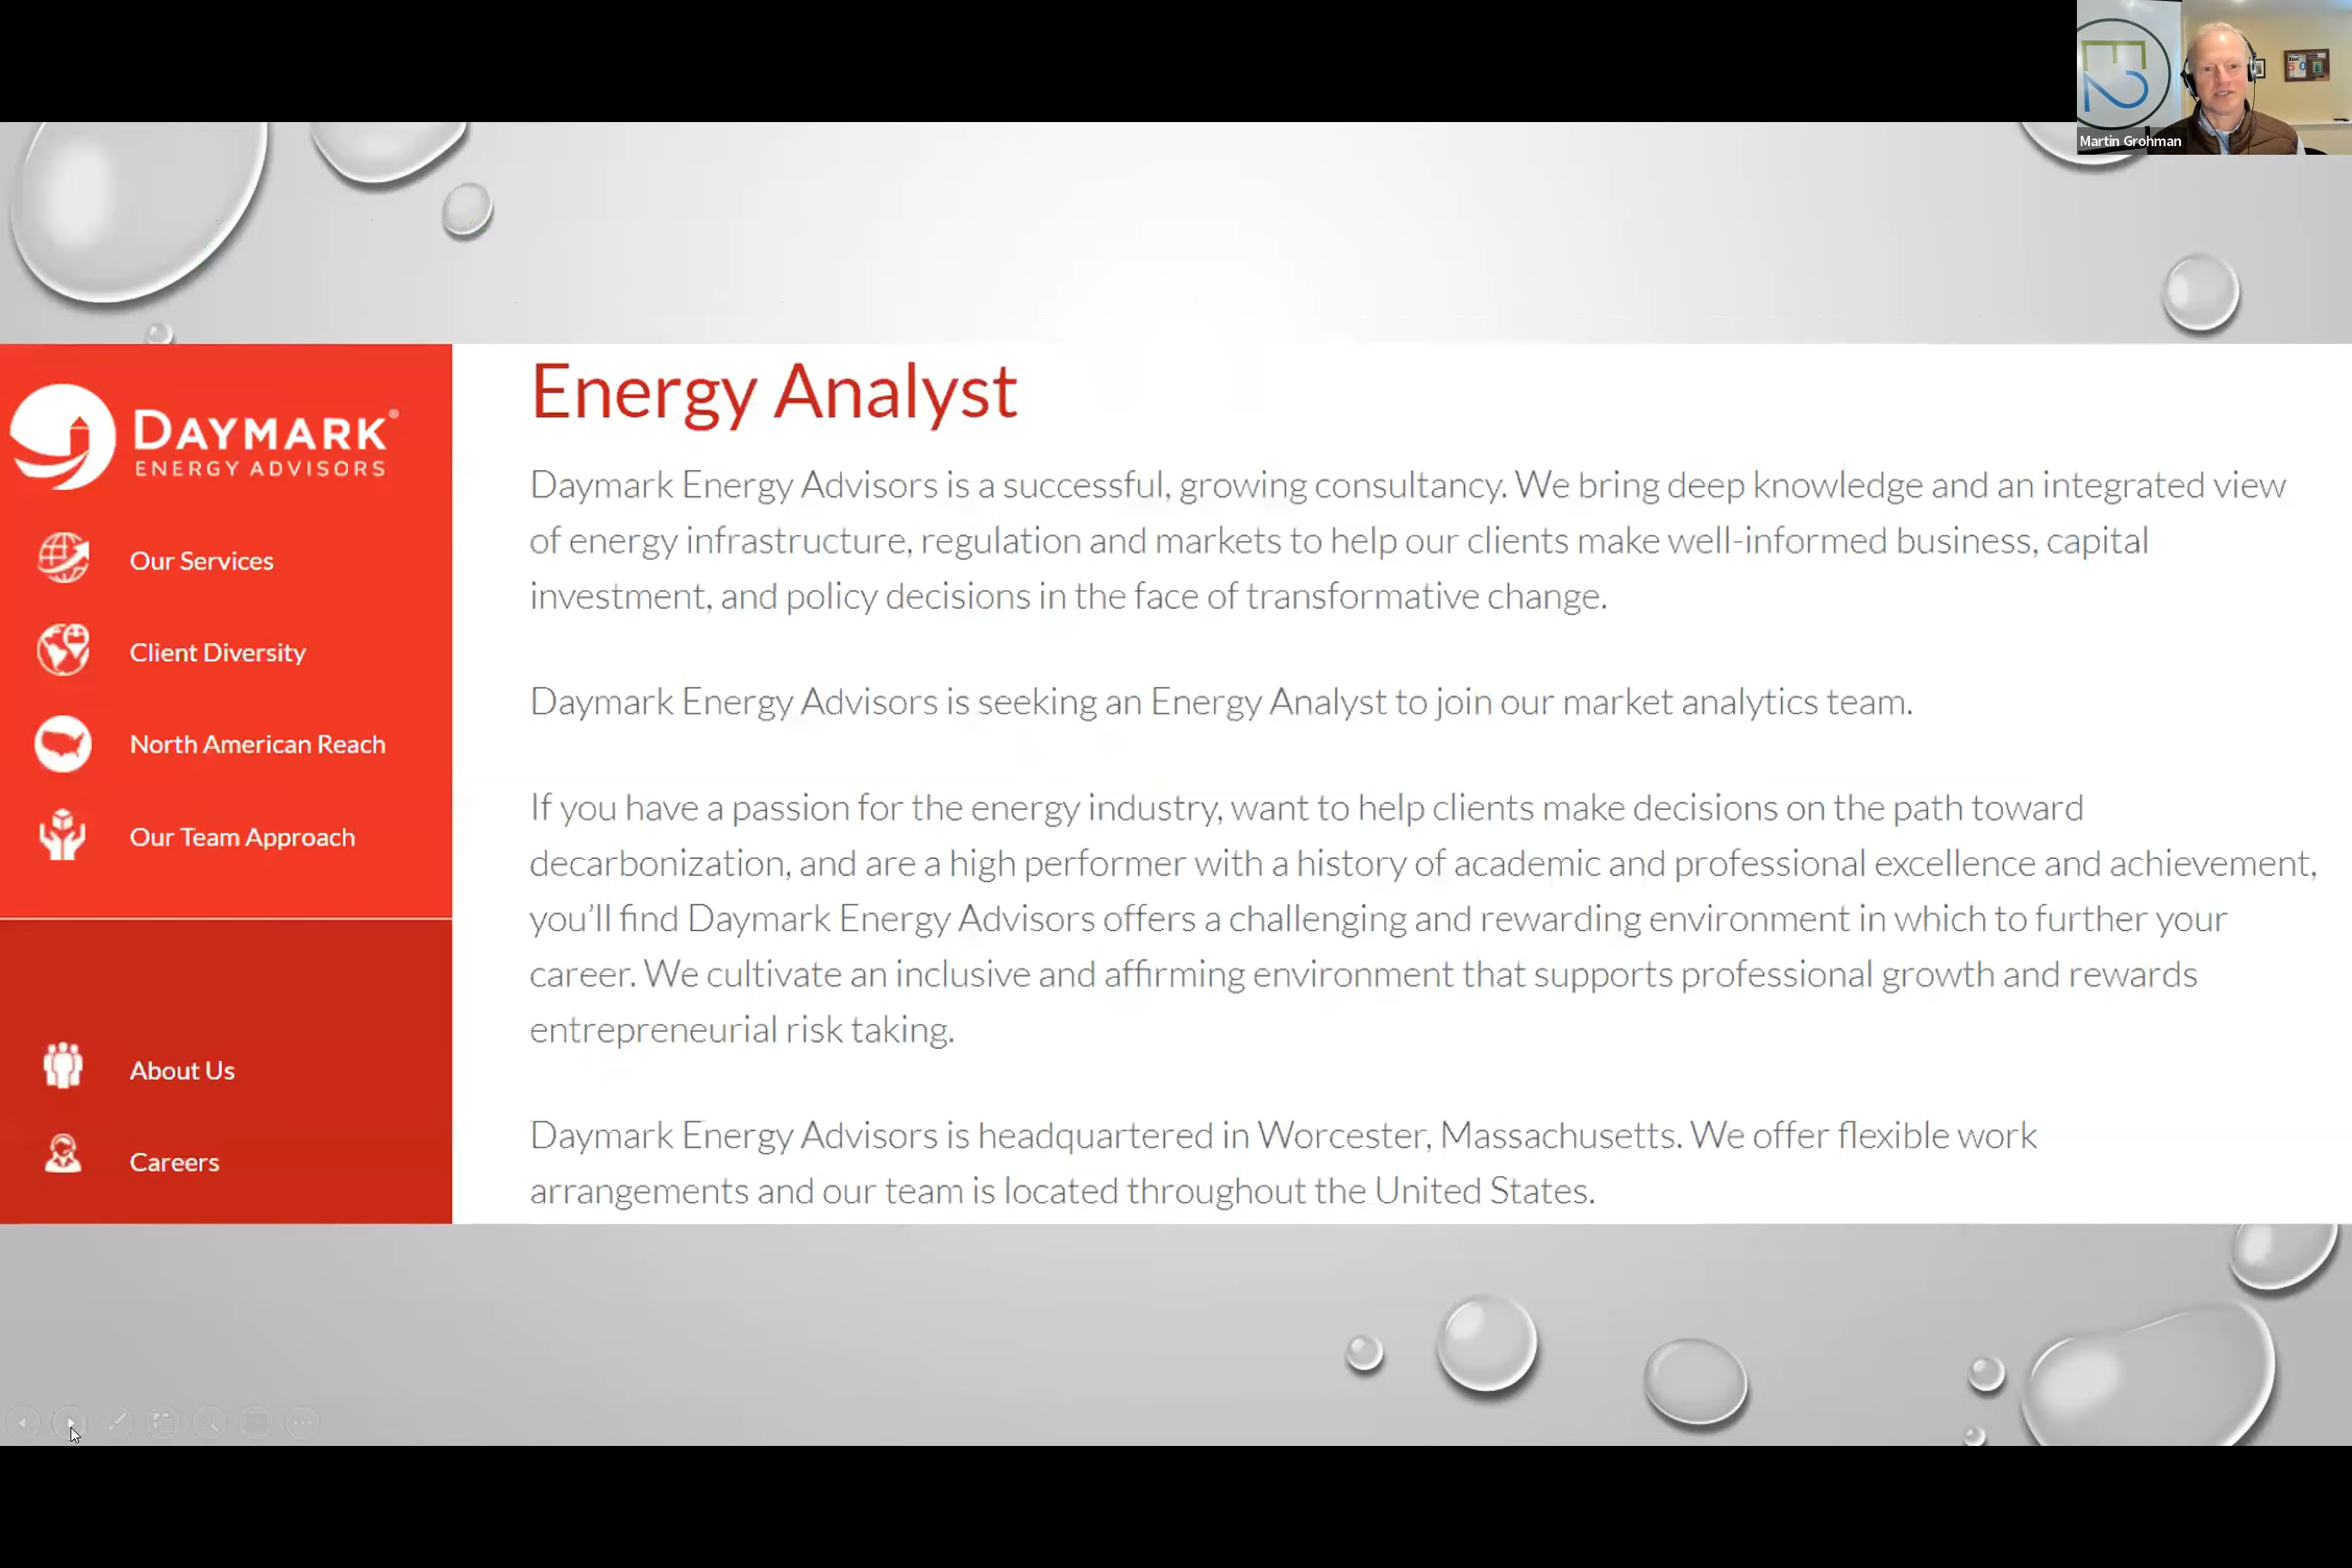 Martin Grohman
DAYMARK®
ENERGY ADVISORS
Our Services
Client Diversity
North American Reach
Our Team Approach
About Us
Careers
Energy Analyst
Daymark Energy Advisors is a successful, growing consultancy. We bring deep knowledge and an integrated view
of energy infrastructure, regulation and markets to help our clients make well-informed business, capital
investment, and policy decisions in the face of transformative change.
Daymark Energy Advisors is seeking an Energy Analyst to join our market analytics team.
If you have a passion for the energy industry, want to help clients make decisions on the path toward
decarbonization, and are a high performer with a history of academic and professional excellence and achievement,
you’ll find Daymark Energy Advisors offers a challenging and rewarding environment in which to further your
career. We cultivate an inclusive and affirming environment that supports professional growth and rewards
entrepreneurial risk taking.
Daymark Energy Advisors is headquartered in Worcester, Massachusetts. We offer flexible work
arrangements and our team is located throughout the United States.